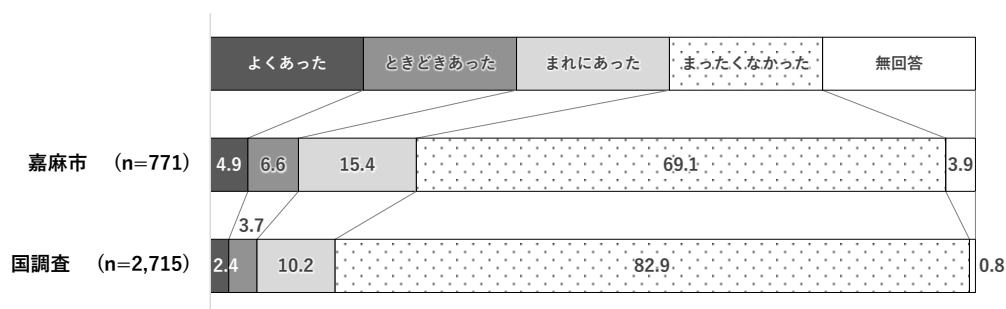 よくあった ときどきあった まれにあった まったくなかった 無回答
嘉麻市 (n=771) 4.9 6.6 15.4 69.1 3.9
3.7
国調査 (n=2,715) 2.4 10.2 82.9 0.8